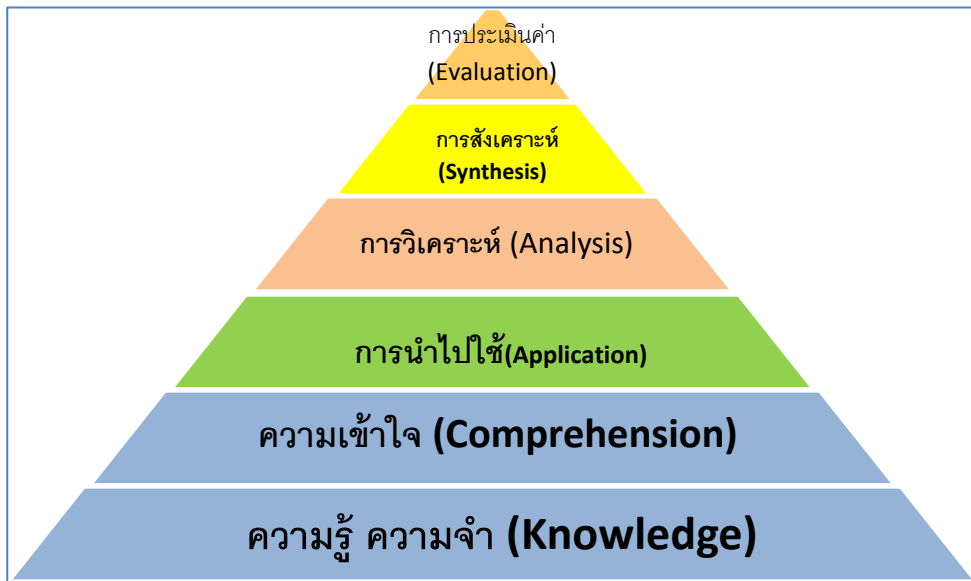 การประเมินค่า
(Evaluation)
การสังเคราะห์
(Synthesis)
การวิเคราะห์ (Analysis)
การนำไปใช้(Application)
ความเข้าใจ (Comprehension)
ความรู้ ความจำ (Knowledge)